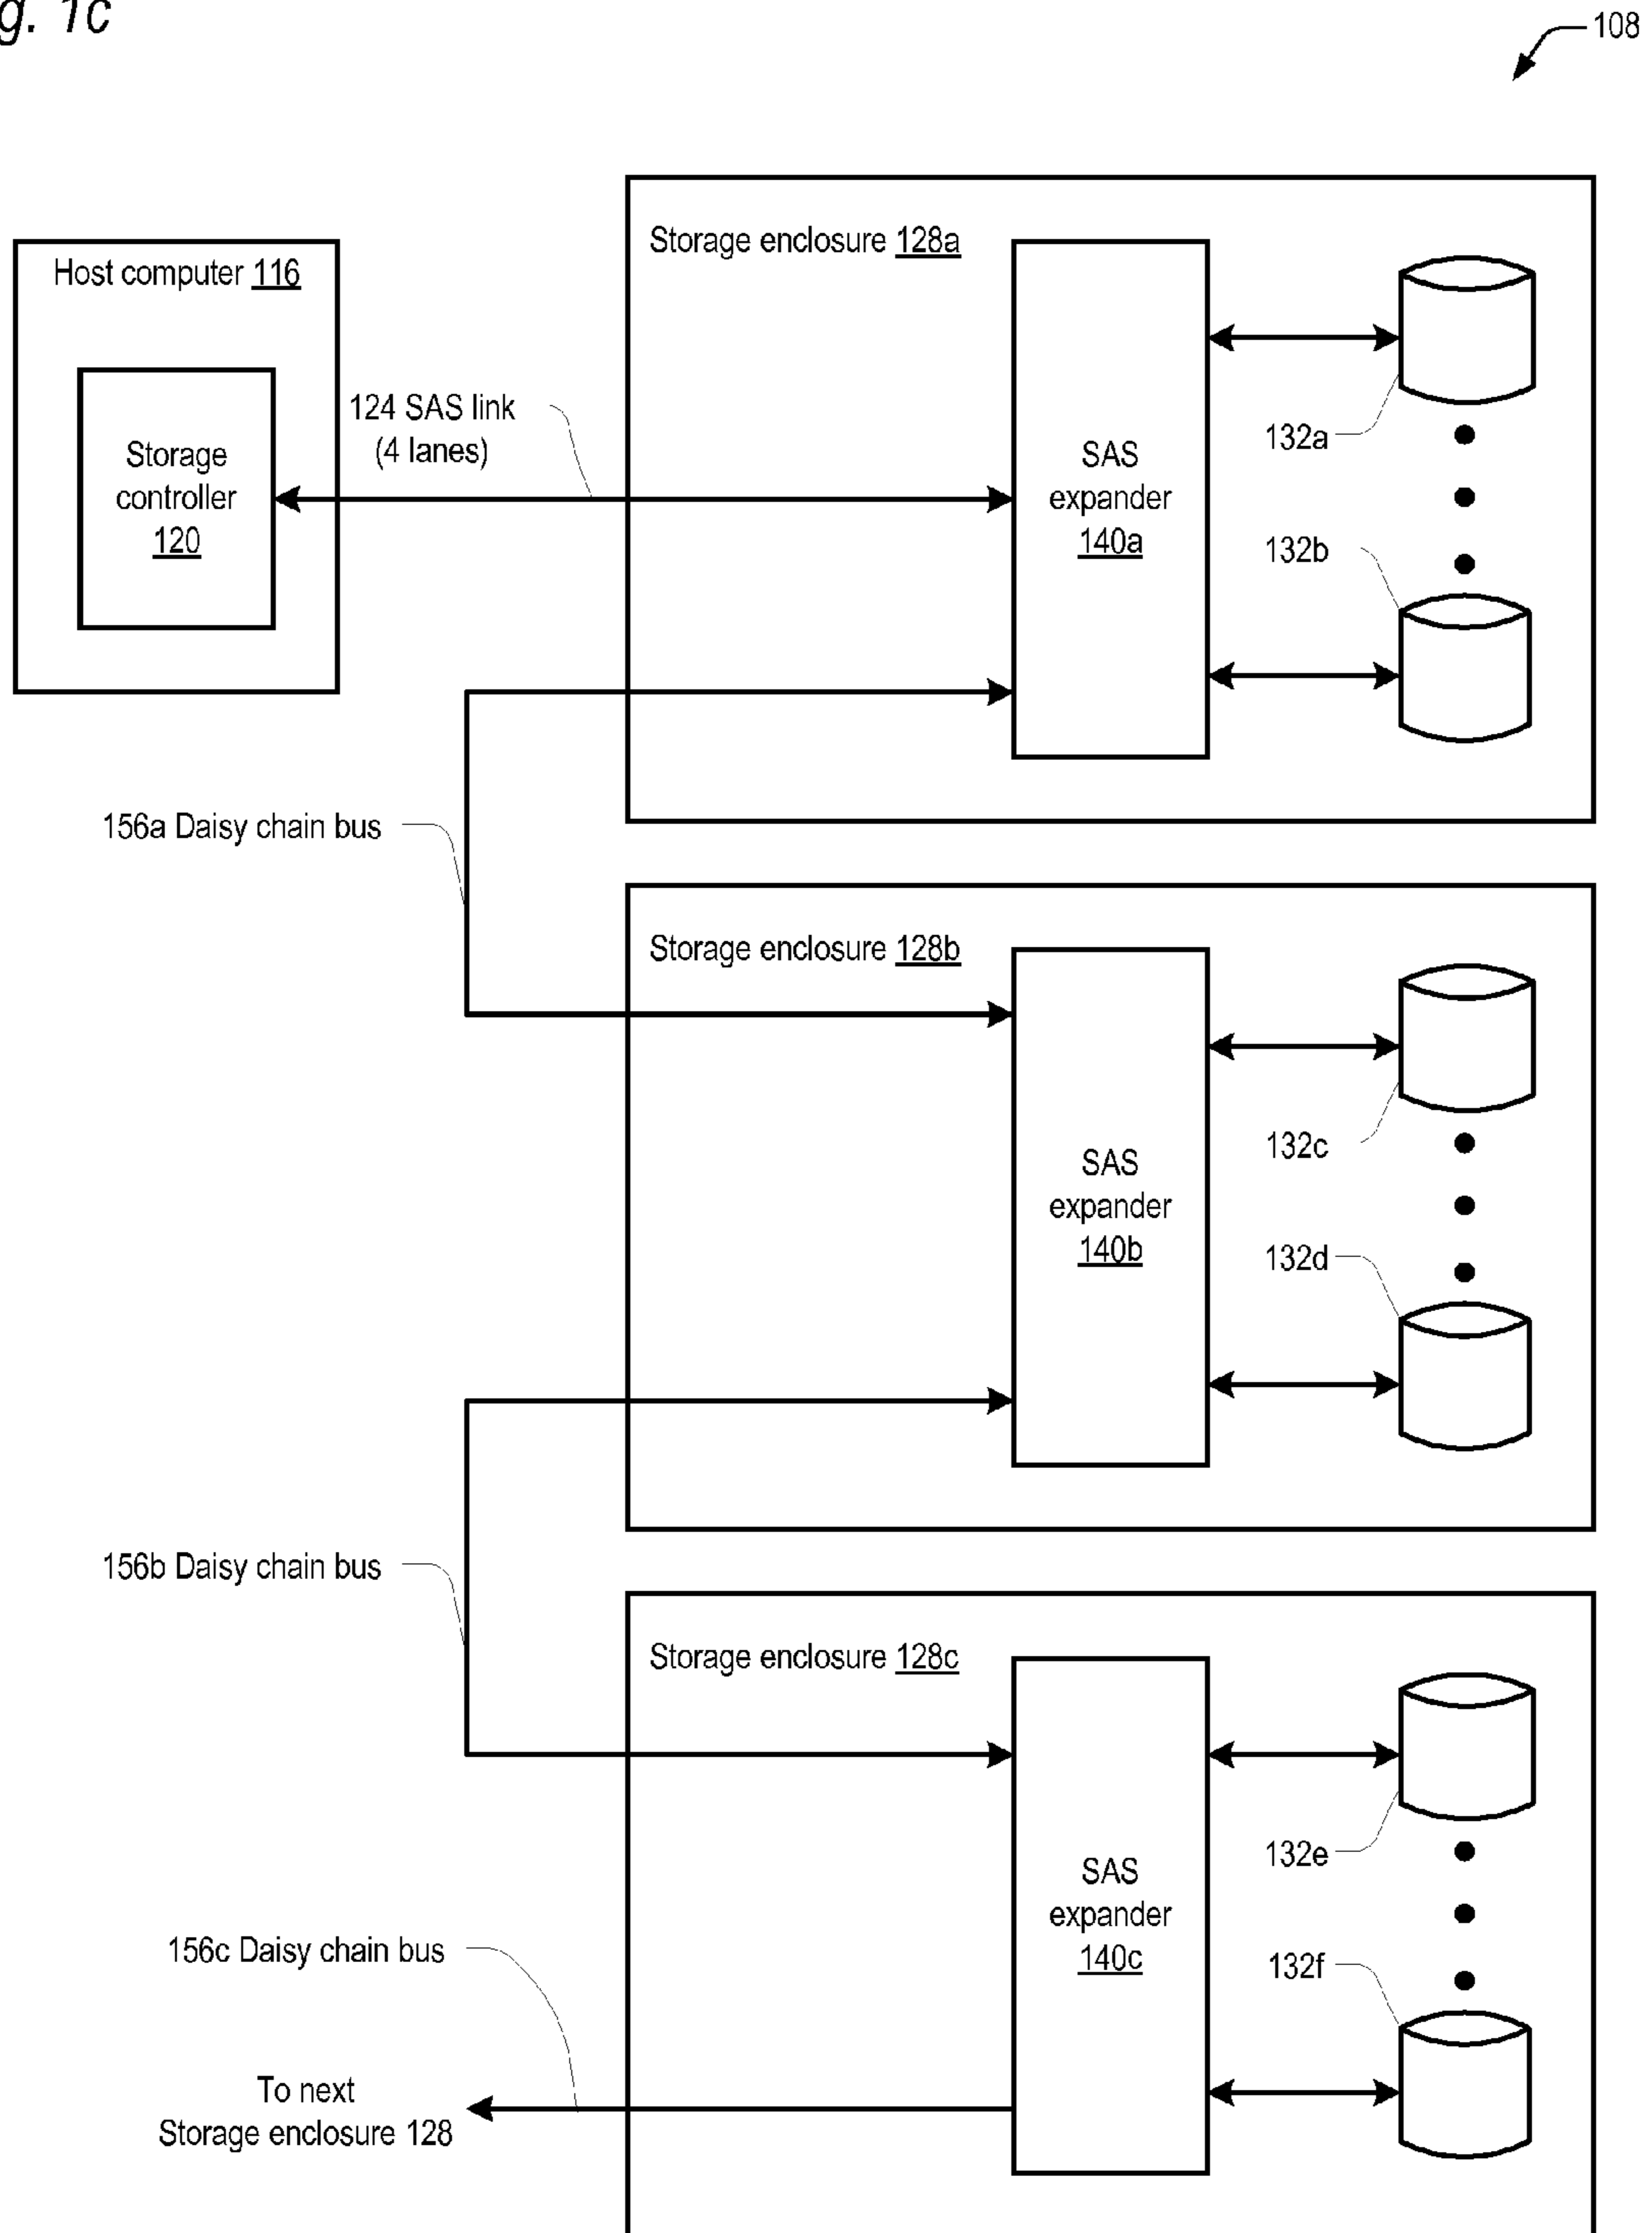 g. 1c
108
Storage enclosure 128a
Host computer 116
124 SAS link
(4 lanes)
Storage
controller
120
SAS
expander
140a
132a
132b
156a Daisy chain bus
Storage enclosure 128b
SAS
expander
140b
132c
132d
156b Daisy chain bus
Storage enclosure 128c
SAS
expander
140c
132e
132f
156c Daisy chain bus
To next
Storage enclosure 128